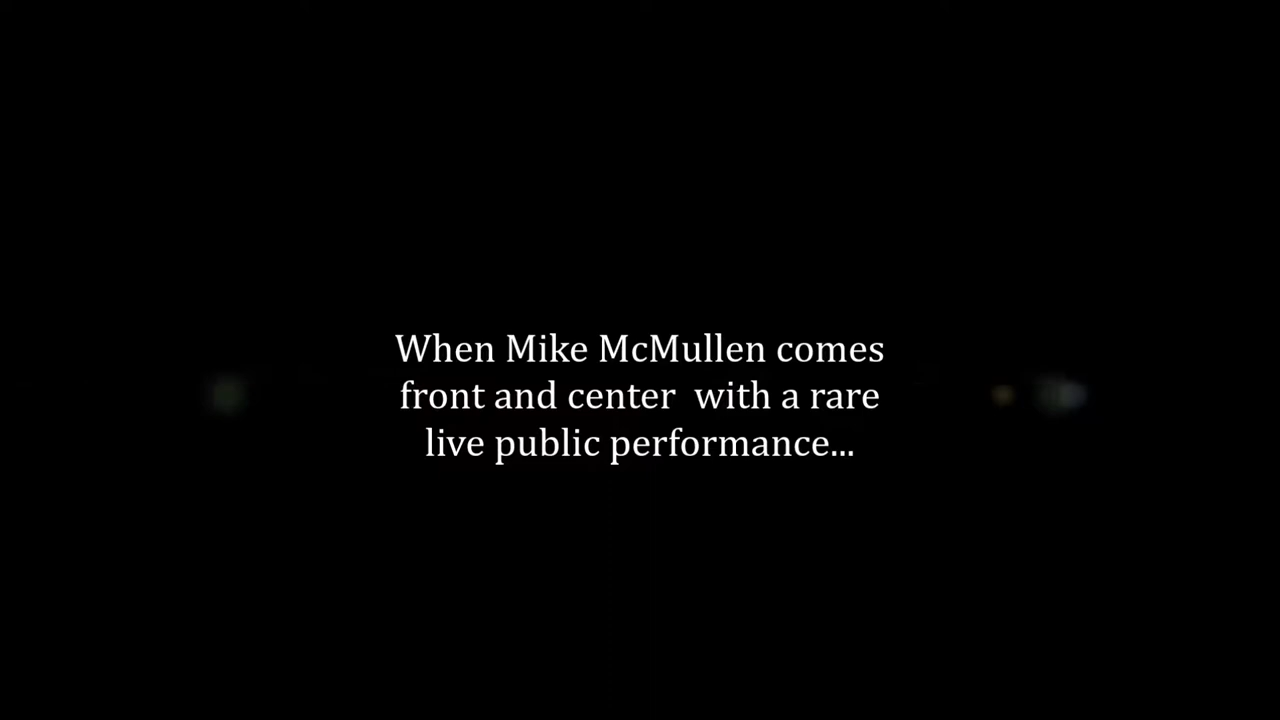 When Mike McMullen comes
front and center  with a rare
live public performance...